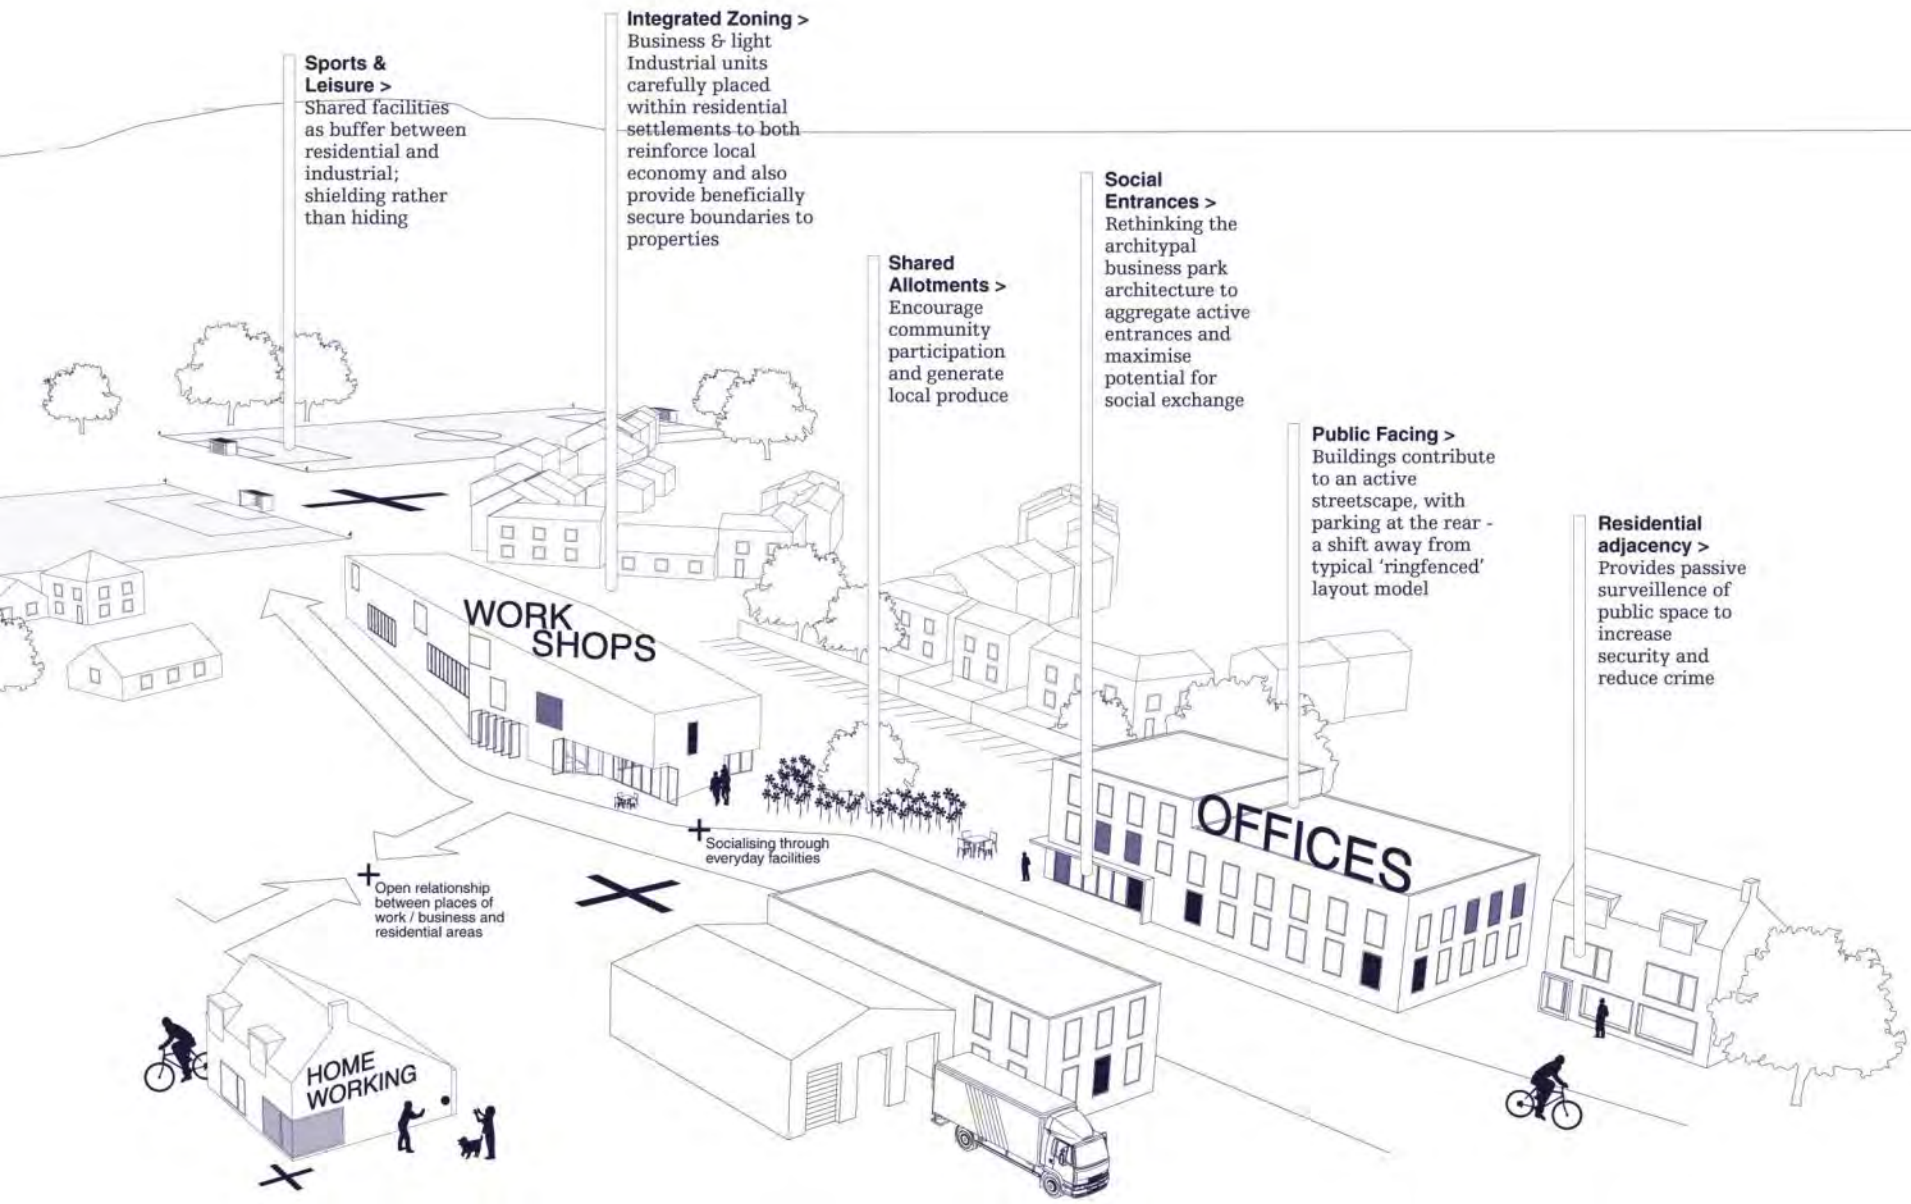 Sports &
Leisure >
Shared facilities
as buffer between
residential and
industrial;
shielding rather
than hiding
Integrated Zoning >
Business & light
Industrial units
carefully placed
within residential
settlements to both
reinforce local
economy and also
provide beneficially
secure boundaries to
properties
Shared
Allotments >
Encourage
community
participation
and generate
local produce
Social
Entrances >
Rethinking the
architypal
business park
architecture to
aggregate active
entrances and
maximise
potential for
social exchange
Public Facing >
Buildings contribute
to an active
streetscape, with
parking at the rear -
a shift away from
typical ‘ringfenced’
layout model
Residential
adjacency >
Provides passive
surveillence of
public space to
increase
security and
reduce crime
WORK
SHOPS
OFFICES
Socialising through
everyday facilities
Open relationship
between places of
work / business and
residential areas
HOME
WORKING